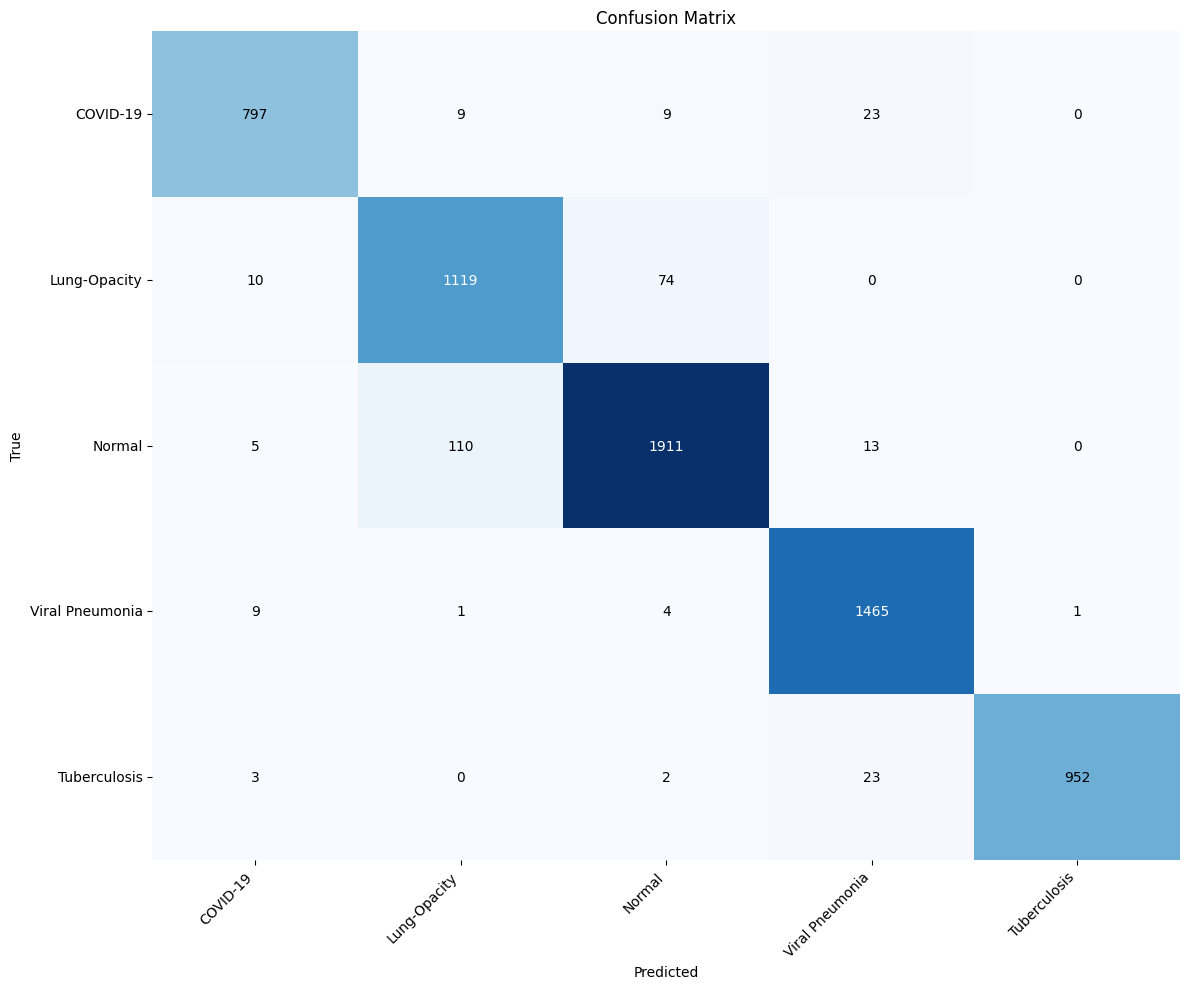 Confusion Matrix
True
COVID-19 797 9 9 23 0
Lung-Opacity 10 1119 74 0 0
Normal 5 110 1911 13 0
Viral Pneumonia 9 1 4 1465 1
Tuberculosis 3 0 2 23 952
COVID-19 Lung-Opacity Normal Viral Pneumonia Tuberculosis
Predicted